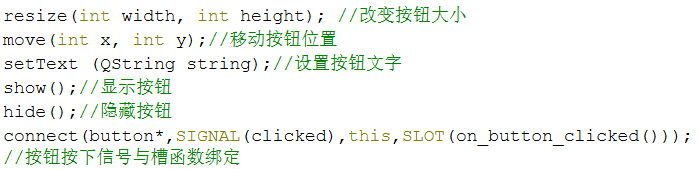 resize(int width, int height); //改变按钮大小
move(int x, int y);//移动按钮位置
setText (QString string);//设置按钮文字
show();//显示按钮
hide();//隐藏按钮
connect(button*,SIGNAL(clicked),this,SLOT(on_button_clicked()));
//按钮按下信号与槽函数绑定